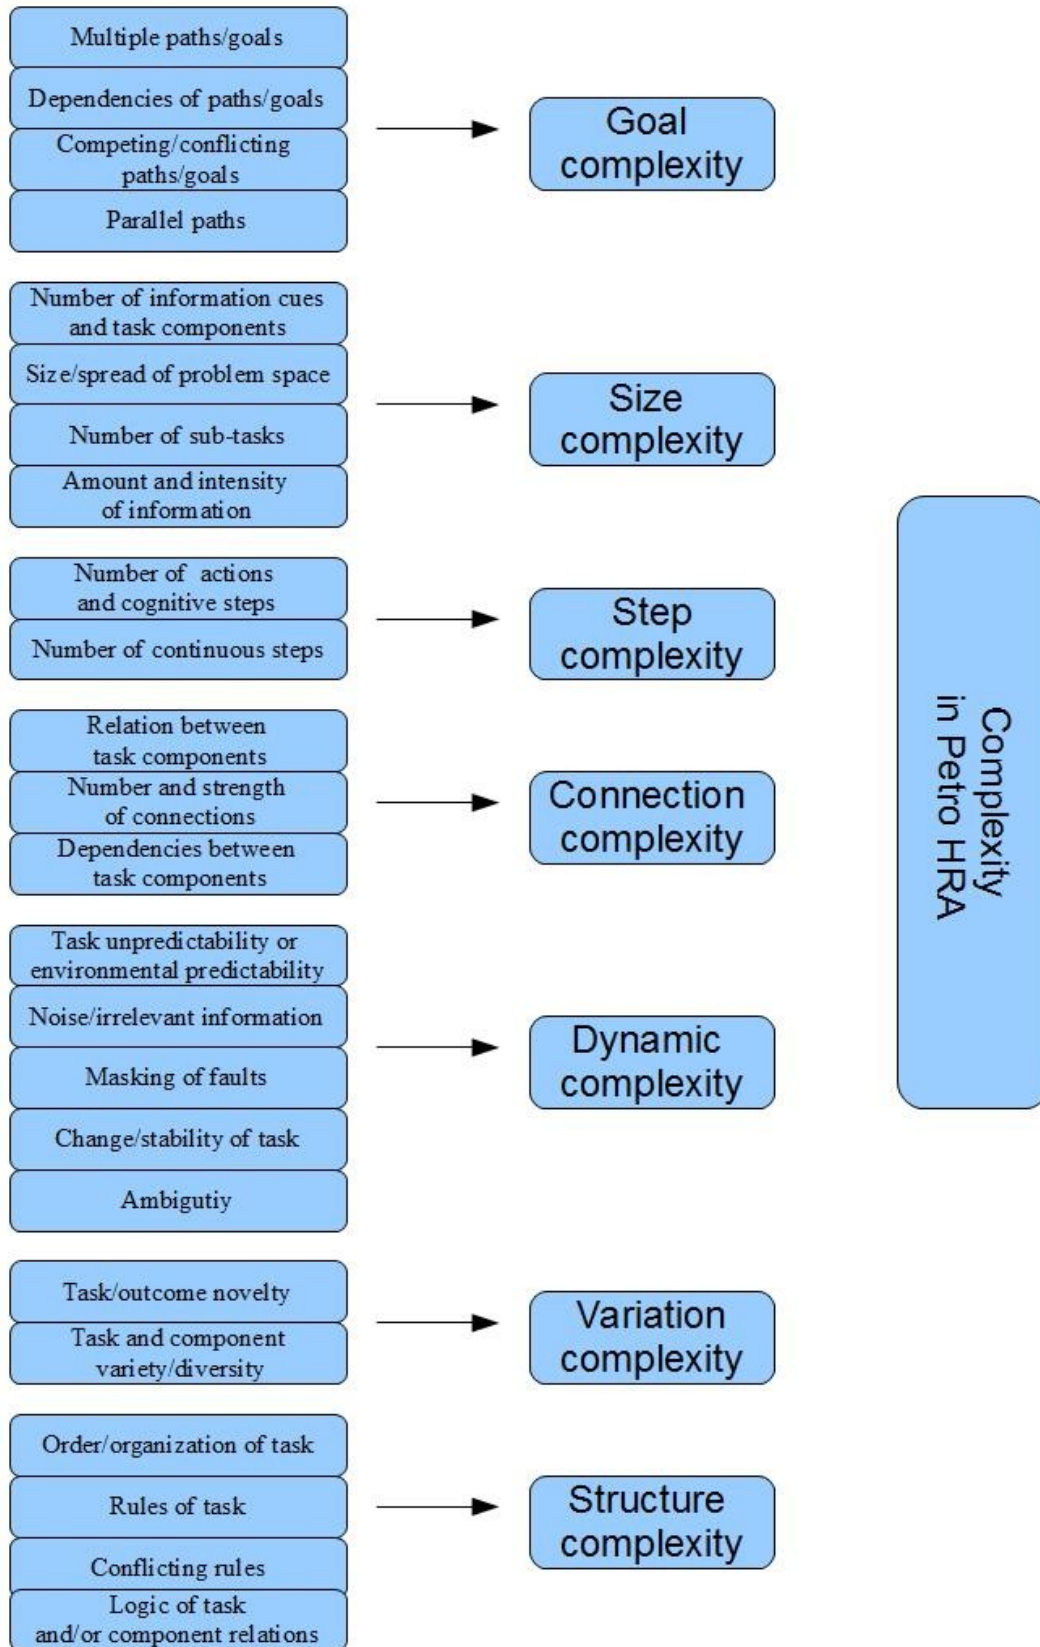 Multiple paths/goals
Dependencies of paths/goals
Competing/conflicting
paths/goals
Parallel paths
Goal
complexity
Number of information cues
and task components
Size/spread of problem space
Number of sub-tasks
Amount and intensity
of information
Size
complexity
Number of actions
and cognitive steps
Number of continuous steps
Step
complexity
Relation between
task components
Number and strength
of connections
Dependencies between
task components
Connection
complexity
Task unpredictability or
environmental predictability
Noise/irrelevant information
Masking of faults
Change/stability of task
Ambigutiy
Dynamic
complexity
Task/outcome novelty
Task and component
variety/diversity
Variation
complexity
Order/organization of task
Rules of task
Conflicting rules
Logic of task
and/or component relations
Structure
complexity
Complexity
in Petro HRA